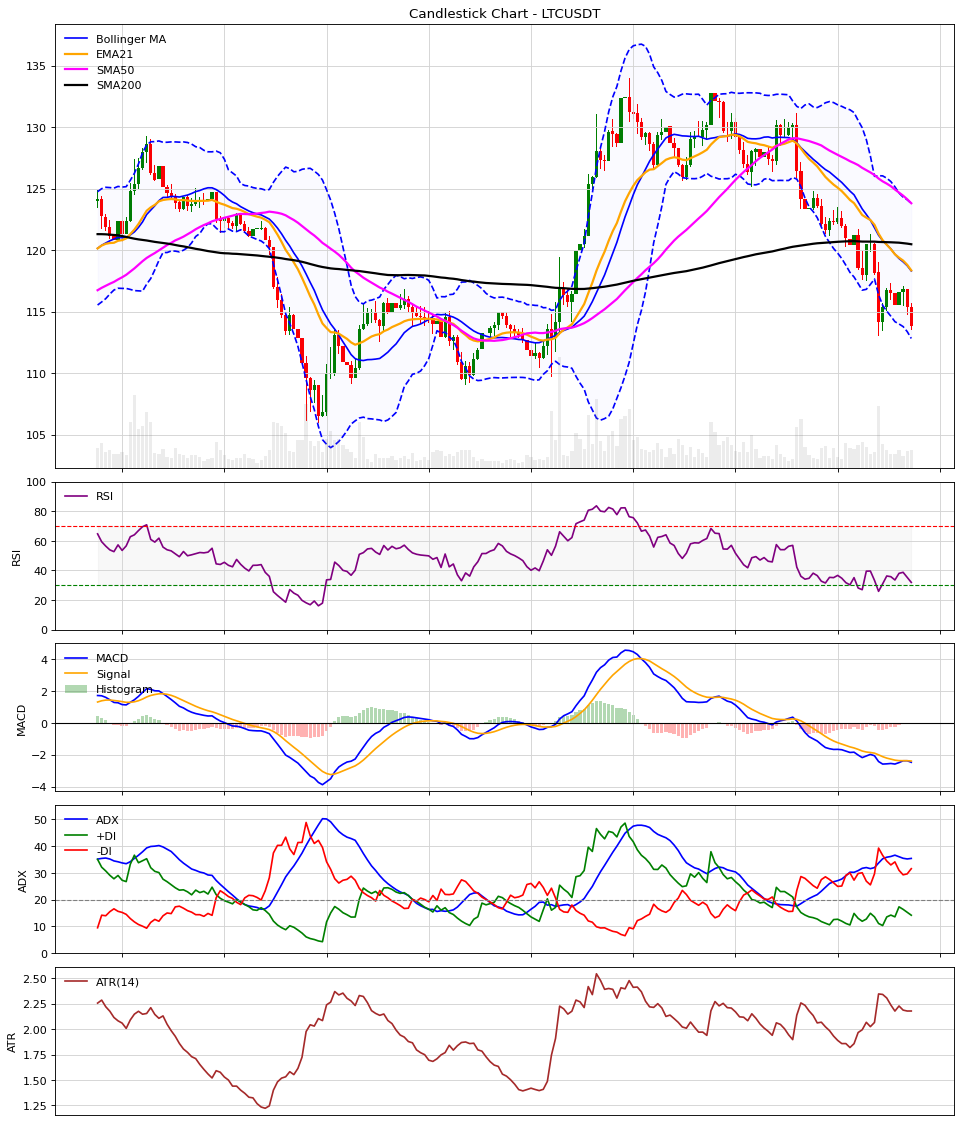 Candlestick Chart - LTCUSDT
Bollinger MA
EMA21
SMA50
SMA200
135
130
125
120
115
110
105
RSI
100
80
60
40
20
0
RSI
MACD
Signal
Histogram
4
2
0
−2
−4
MACD
ADX
+DI
-DI
50
40
30
20
10
0
ADX
ATR(14)
2.50
2.25
2.00
1.75
1.50
1.25
ATR